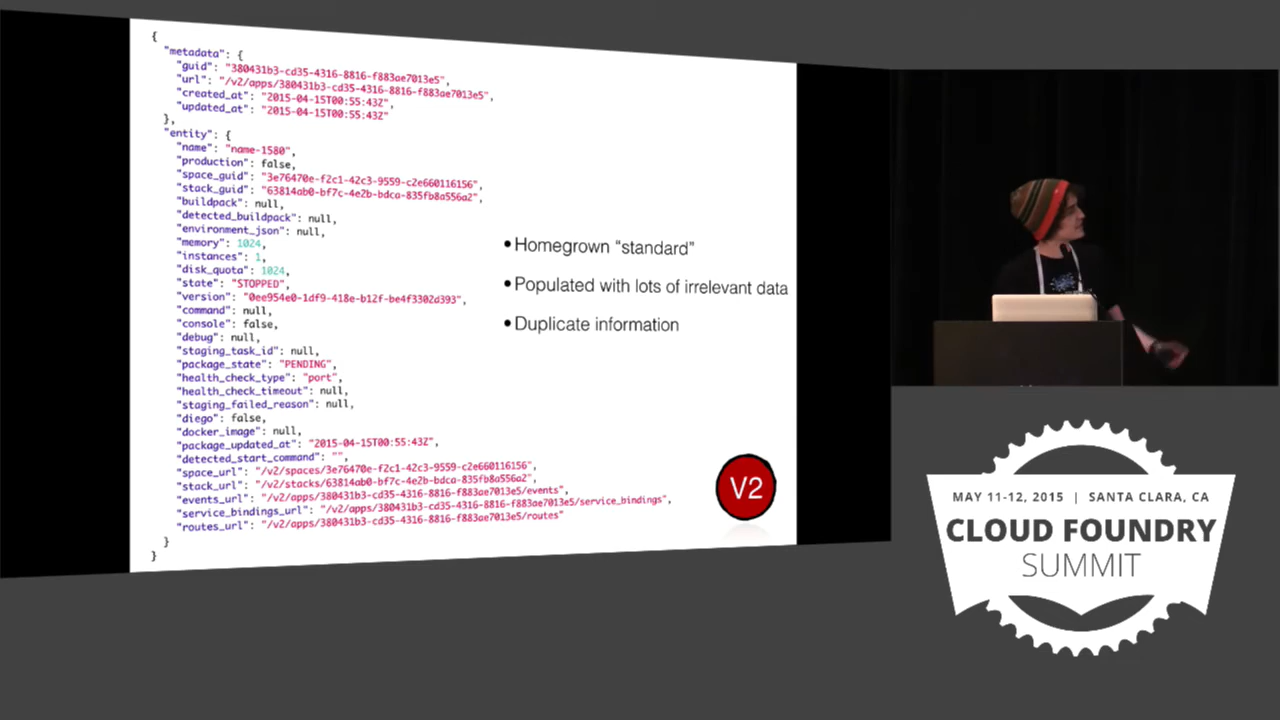 {
"metadata": {
"guid": "380431b3-cd35-4316-8816-f883ae7013e5",
"url": "/v2/apps/380431b3-cd35-4316-8816-f883ae7013e5",
"created_at": "2015-04-15T00:55:43Z",
"updated_at": "2015-04-15T00:55:43Z"
},
"entity": {
"name": "name-1580",
"production": false,
"space_guid": "3e76470e-f2c1-42c3-9559-c2e660116156",
"stack_guid": "63814ab0-bf7c-4e2b-bdca-835fb8a556a2",
"buildpack": null,
"detected_buildpack": null,
"environment_json": null,
"memory": 1024,
"instances": 1,
"disk_quota": 1024,
"state": "STOPPED",
"version": "0ee954e0-1df9-418e-b12f-be4f3302d393",
"command": null,
"console": false,
"debug": null,
"staging_task_id": null,
"package_state": "PENDING",
"health_check_type": "port",
"health_check_timeout": null,
"staging_failed_reason": null,
"diego": false,
"docker_image": null,
"package_updated_at": "2015-04-15T00:55:43Z",
"detected_start_command": "",
"space_url": "/v2/spaces/3e76470e-f2c1-42c3-9559-c2e660116156",
"stack_url": "/v2/stacks/63814ab0-bf7c-4e2b-bdca-835fb8a556a2",
"events_url": "/v2/apps/380431b3-cd35-4316-8816-f883ae7013e5/events",
"service_bindings_url": "/v2/apps/380431b3-cd35-4316-8816-f883ae7013e5/service_bindings",
"routes_url": "/v2/apps/380431b3-cd35-4316-8816-f883ae7013e5/routes"
}
}
• Homegrown “standard”
• Populated with lots of irrelevant data
• Duplicate information
V2
MAY 11-12, 2015 | SANTA CLARA, CA
CLOUD FOUNDRY
SUMMIT